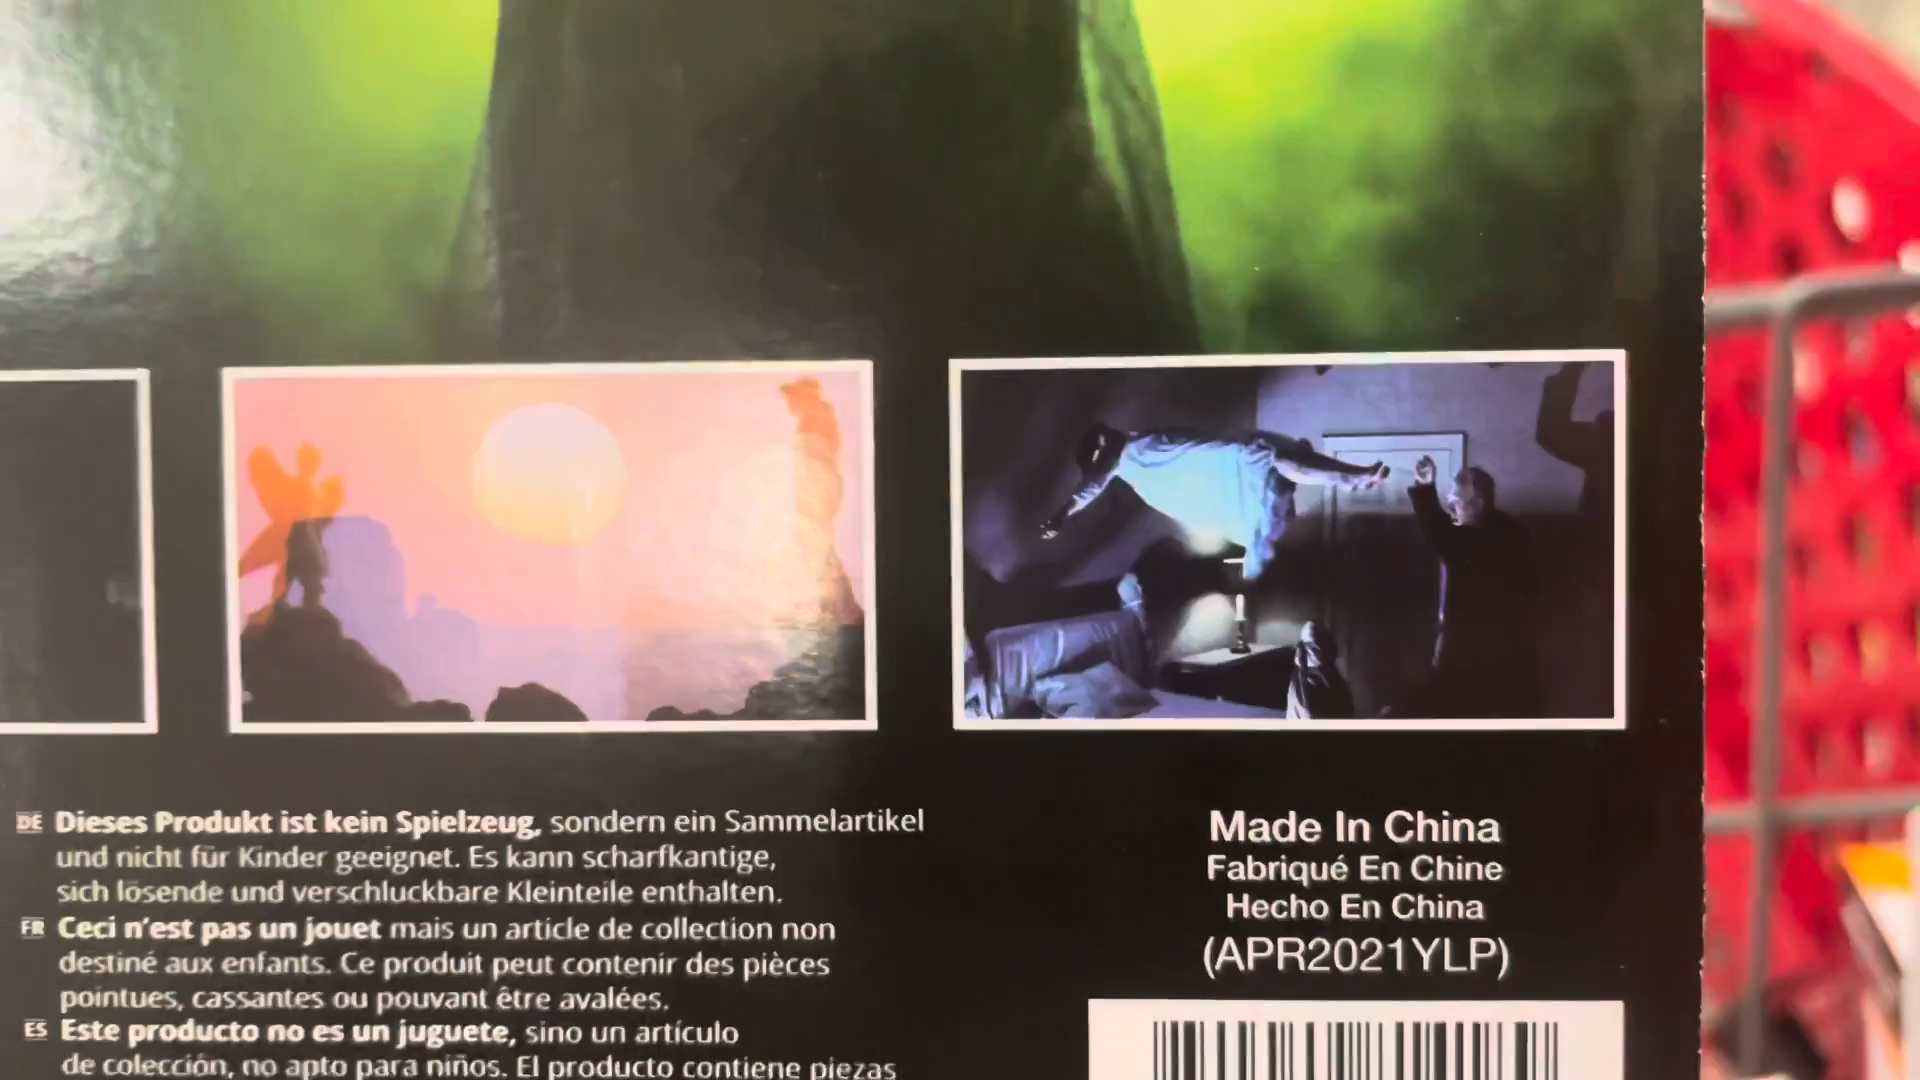 DE Dieses Produkt ist kein Spielzeug, sondern ein Sammelartikel
und nicht für Kinder geeignet. Es kann scharfkantige,
sich lösende und verschluckbare Kleinteile enthalten.
FR Ceci n'est pas un jouet mais un article de collection non
destiné aux enfants. Ce produit peut contenir des pièces
pointues, cassantes ou pouvant être avalées.
ES Este producto no es un juguete, sino un artículo
de colección, no apto para niños. El producto contiene piezas
Made In China
Fabriqué En Chine
Hecho En China
(APR2021YLP)